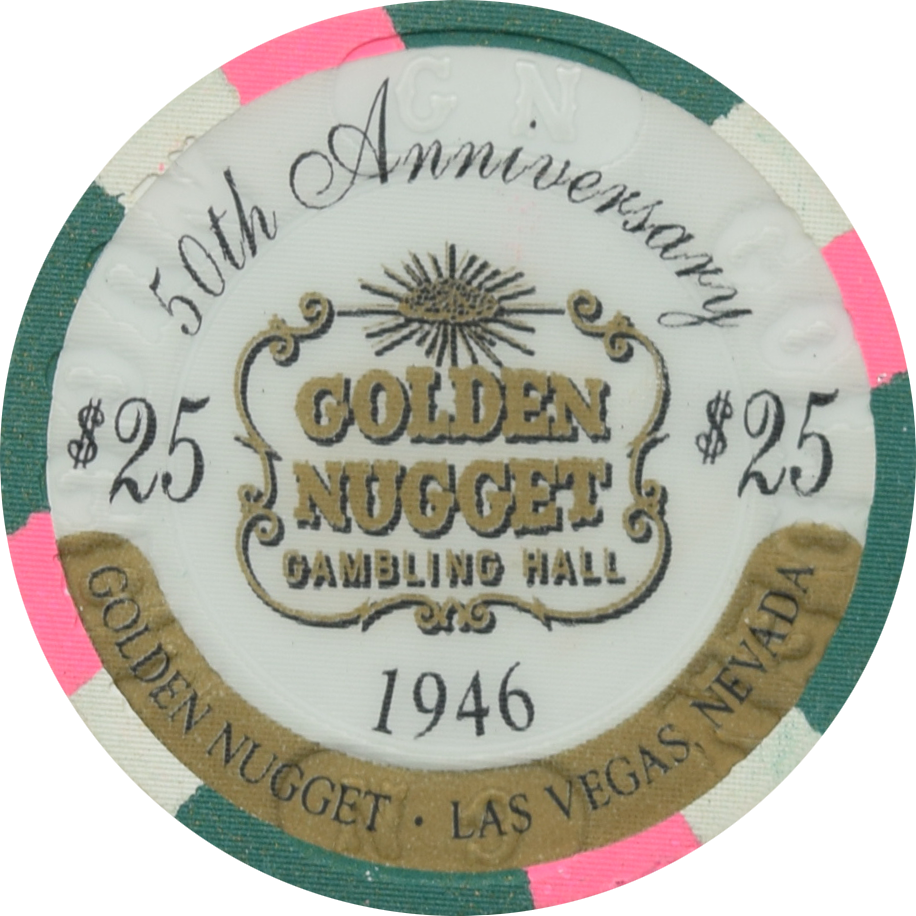 50th Anniversary
$25
$25
GOLDEN
NUGGET
GAMBLING HALL
1946
GOLDEN NUGGET · LAS VEGAS, NEVADA
G N